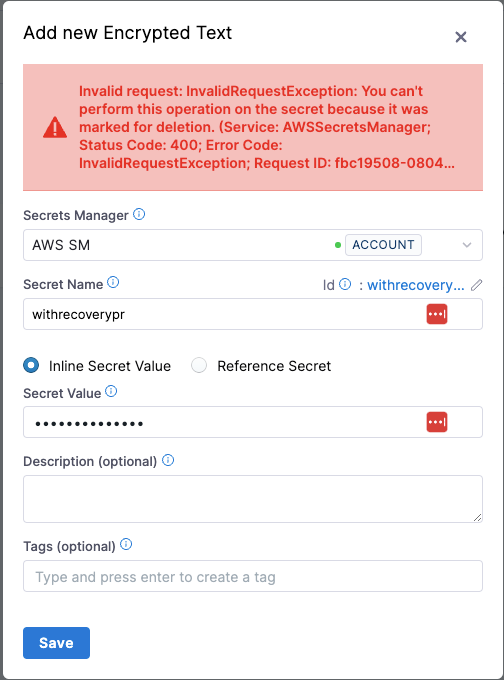 Add new Encrypted Text
Invalid request: InvalidRequestException: You can't
perform this operation on the secret because it was
marked for deletion. (Service: AWSSecretsManager;
Status Code: 400; Error Code:
InvalidRequestException; Request ID: fbc19508-0804...
Secrets Manager
AWS SM
ACCOUNT
Secret Name
Id : withrecovery...
withrecoverypr
Inline Secret Value
Reference Secret
Secret Value
••••••••••••••
Description (optional)
Tags (optional)
Type and press enter to create a tag
Save